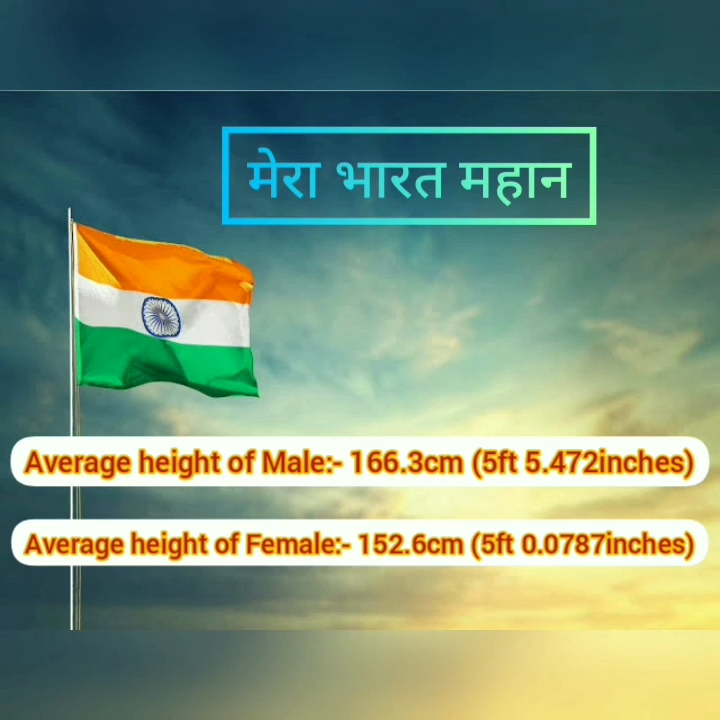 मेरा भारत महान
Average height of Male:- 166.3cm (5ft 5.472inches)
Average height of Female:- 152.6cm (5ft 0.0787inches)